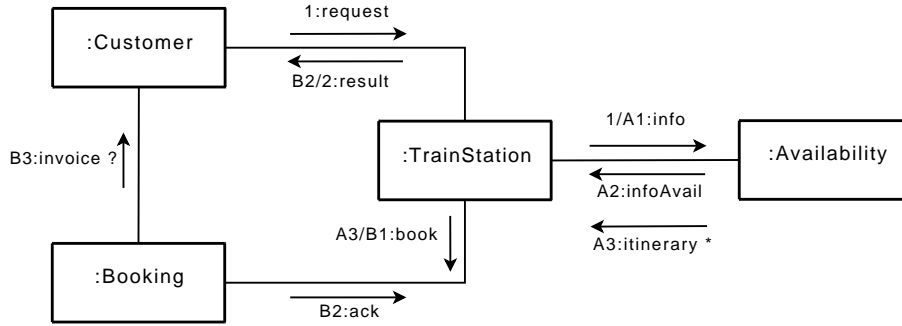 1:request
:Customer
B2/2:result
1/A1:info
:TrainStation
:Availability
B3:invoice ?
A2:infoAvail
A3/B1:book
A3:itinerary *
:Booking
B2:ack